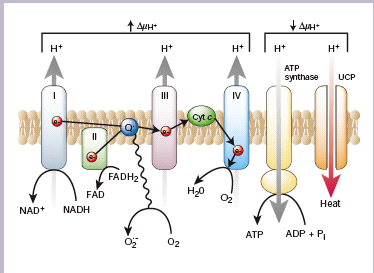 ↑ ΔμH⁺
↓ ΔμH⁺
H⁺
H⁺
H⁺
H⁺
H⁺
ATP
synthase
UCP
I
II
Q
III
Cyt c
IV
e-
e-
e-
e-
FADH₂
FAD
NAD⁺
NADH
O₂˙⁻
O₂
H₂0
O₂
ATP
ADP + Pᵢ
Heat